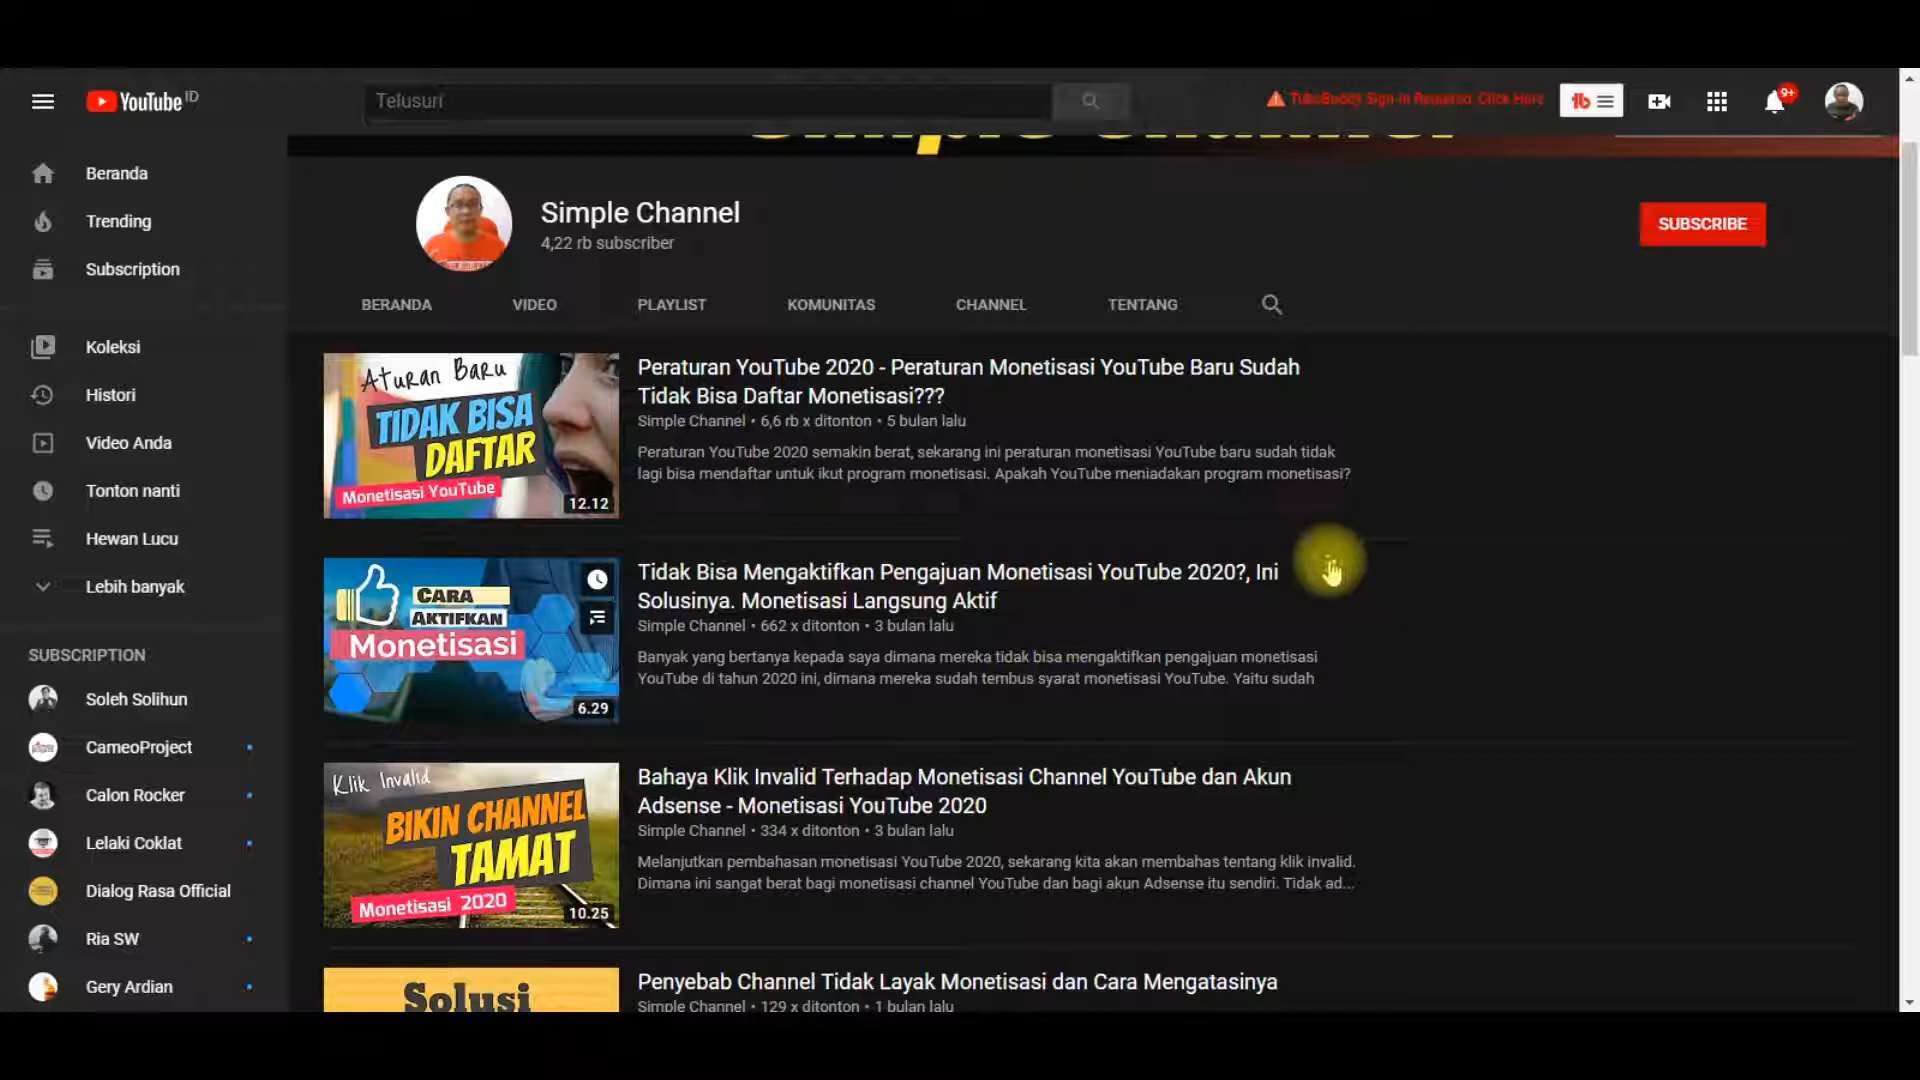 YouTube ID
Telusuri
TubeBuddy Sign-In Required. Click Here
tb
9+
Simple Channel
Beranda
Trending
Subscription
Koleksi
Histori
Video Anda
Tonton nanti
Hewan Lucu
Lebih banyak
SUBSCRIPTION
Soleh Solihun
CameoProject
Calon Rocker
Lelaki Coklat
Dialog Rasa Official
Ria SW
Gery Ardian
Simple Channel
4,22 rb subscriber
SUBSCRIBE
BERANDA VIDEO PLAYLIST KOMUNITAS CHANNEL TENTANG
ATURAN BARU
TIDAK BISA
DAFTAR
Monetisasi YouTube
12.12
Peraturan YouTube 2020 - Peraturan Monetisasi YouTube Baru Sudah
Tidak Bisa Daftar Monetisasi???
Simple Channel • 6,6 rb x ditonton • 5 bulan lalu
Peraturan YouTube 2020 semakin berat, sekarang ini peraturan monetisasi YouTube baru sudah tidak
lagi bisa mendaftar untuk ikut program monetisasi. Apakah YouTube meniadakan program monetisasi?
CARA
AKTIFKAN
Monetisasi
6.29
Tidak Bisa Mengaktifkan Pengajuan Monetisasi YouTube 2020?, Ini
Solusinya. Monetisasi Langsung Aktif
Simple Channel • 662 x ditonton • 3 bulan lalu
Banyak yang bertanya kepada saya dimana mereka tidak bisa mengaktifkan pengajuan monetisasi
YouTube di tahun 2020 ini, dimana mereka sudah tembus syarat monetisasi YouTube. Yaitu sudah
Klik Invalid
BIKIN CHANNEL
TAMAT
Monetisasi 2020
10.25
Bahaya Klik Invalid Terhadap Monetisasi Channel YouTube dan Akun
Adsense - Monetisasi YouTube 2020
Simple Channel • 334 x ditonton • 3 bulan lalu
Melanjutkan pembahasan monetisasi YouTube 2020, sekarang kita akan membahas tentang klik invalid.
Dimana ini sangat berat bagi monetisasi channel YouTube dan bagi akun Adsense itu sendiri. Tidak ad...
Solusi
Penyebab Channel Tidak Layak Monetisasi dan Cara Mengatasinya
Simple Channel • 129 x ditonton • 1 bulan lalu